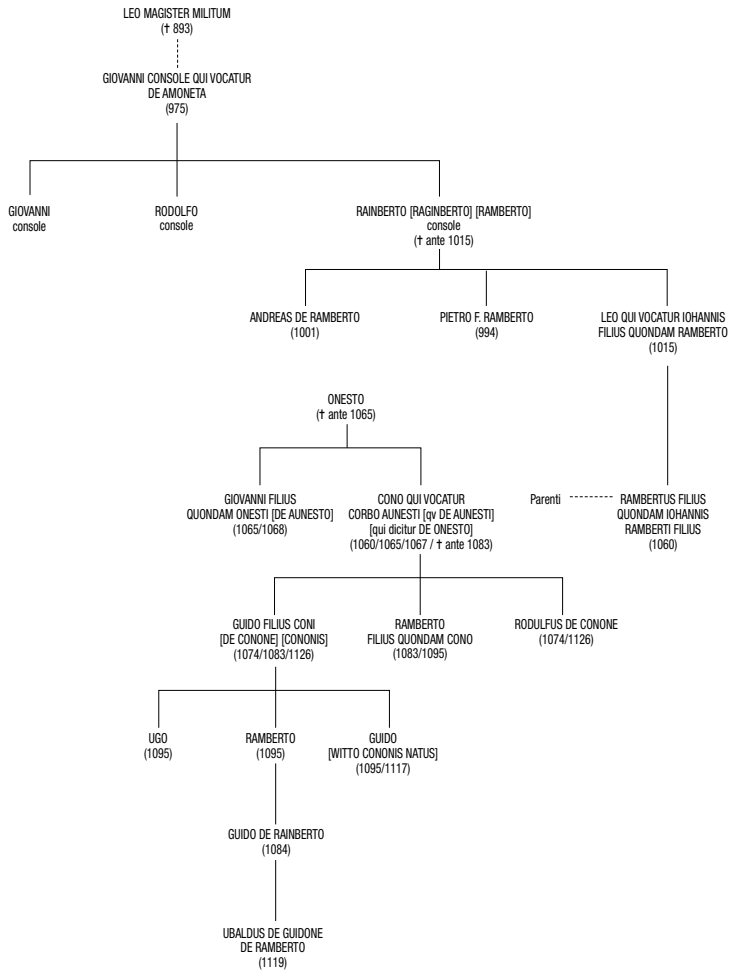 LEO MAGISTER MILITUM
(† 893)
GIOVANNI CONSOLE QUI VOCATUR
DE AMONETA
(975)
GIOVANNI
console
RODOLFO
console
RAINBERTO [RAGINBERTO] [RAMBERTO]
console
(† ante 1015)
ANDREAS DE RAMBERTO
(1001)
PIETRO F. RAMBERTO
(994)
LEO QUI VOCATUR IOHANNIS
FILIUS QUONDAM RAMBERTO
(1015)
ONESTO
(† ante 1065)
GIOVANNI FILIUS
QUONDAM ONESTI [DE AUNESTO]
(1065/1068)
CONO QUI VOCATUR
CORBO AUNESTI [qv DE AUNESTI]
[qui dicitur DE ONESTO]
(1060/1065/1067 / † ante 1083)
Parenti
RAMBERTUS FILIUS
QUONDAM IOHANNIS
RAMBERTI FILIUS
(1060)
GUIDO FILIUS CONI
[DE CONONE] [CONONIS]
(1074/1083/1126)
RAMBERTO
FILIUS QUONDAM CONO
(1083/1095)
RODULFUS DE CONONE
(1074/1126)
UGO
(1095)
RAMBERTO
(1095)
GUIDO
[WITTO CONONIS NATUS]
(1095/1117)
GUIDO DE RAINBERTO
(1084)
UBALDUS DE GUIDONE
DE RAMBERTO
(1119)